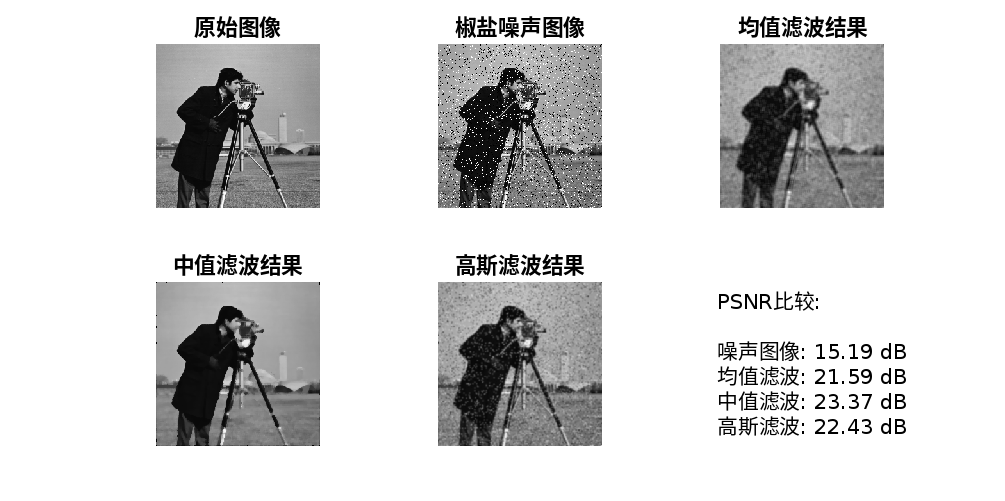 原始图像
椒盐噪声图像
均值滤波结果
中值滤波结果
高斯滤波结果
PSNR比较:
噪声图像: 15.19 dB
均值滤波: 21.59 dB
中值滤波: 23.37 dB
高斯滤波: 22.43 dB